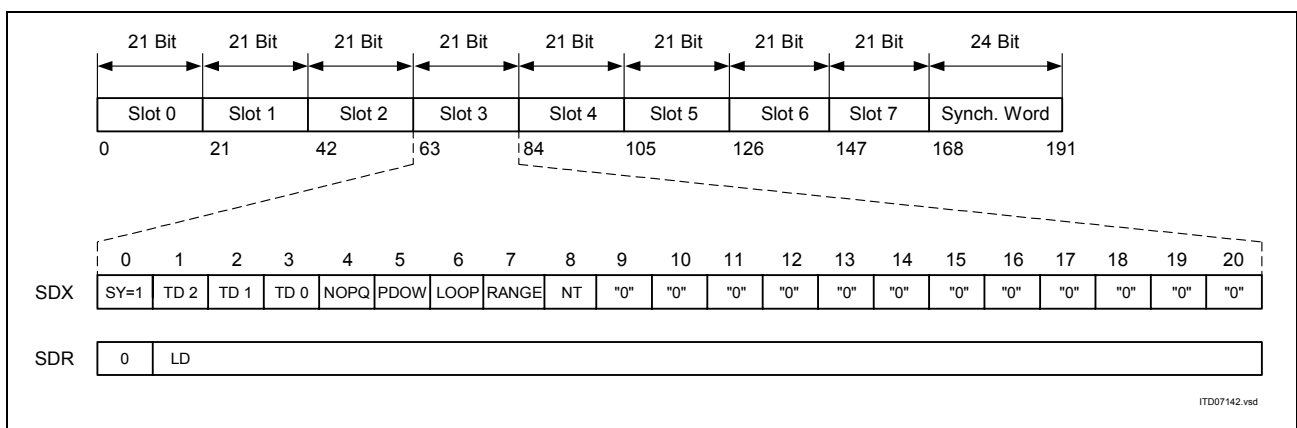 21 Bit 21 Bit 21 Bit 21 Bit 21 Bit 21 Bit 21 Bit 21 Bit 24 Bit
Slot 0 Slot 1 Slot 2 Slot 3 Slot 4 Slot 5 Slot 6 Slot 7 Synch. Word
0 21 42 63 84 105 126 147 168 191
0 1 2 3 4 5 6 7 8 9 10 11 12 13 14 15 16 17 18 19 20
SDX SY=1 TD 2 TD 1 TD 0 NOPQ PDOW LOOP RANGE NT "0" "0" "0" "0" "0" "0" "0" "0" "0" "0" "0" "0"
SDR 0 LD
ITD07142.vsd